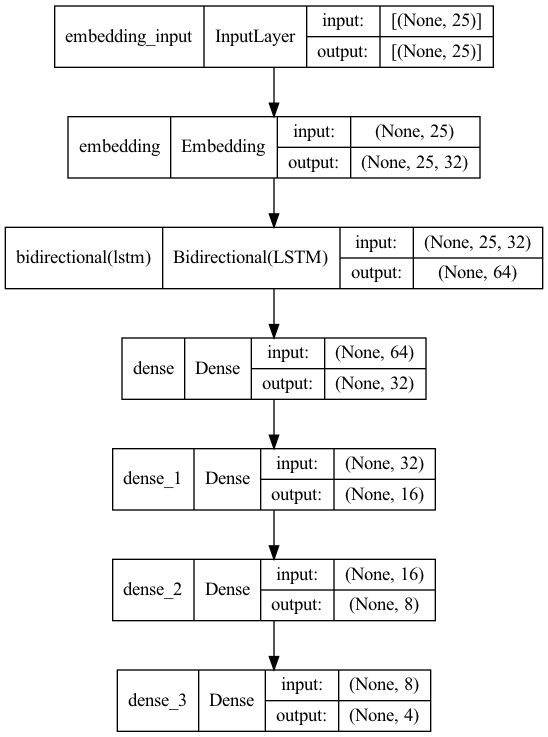 embedding_input InputLayer input: [(None, 25)]
output: [(None, 25)]
embedding Embedding input: (None, 25)
output: (None, 25, 32)
bidirectional(lstm) Bidirectional(LSTM) input: (None, 25, 32)
output: (None, 64)
dense Dense input: (None, 64)
output: (None, 32)
dense_1 Dense input: (None, 32)
output: (None, 16)
dense_2 Dense input: (None, 16)
output: (None, 8)
dense_3 Dense input: (None, 8)
output: (None, 4)